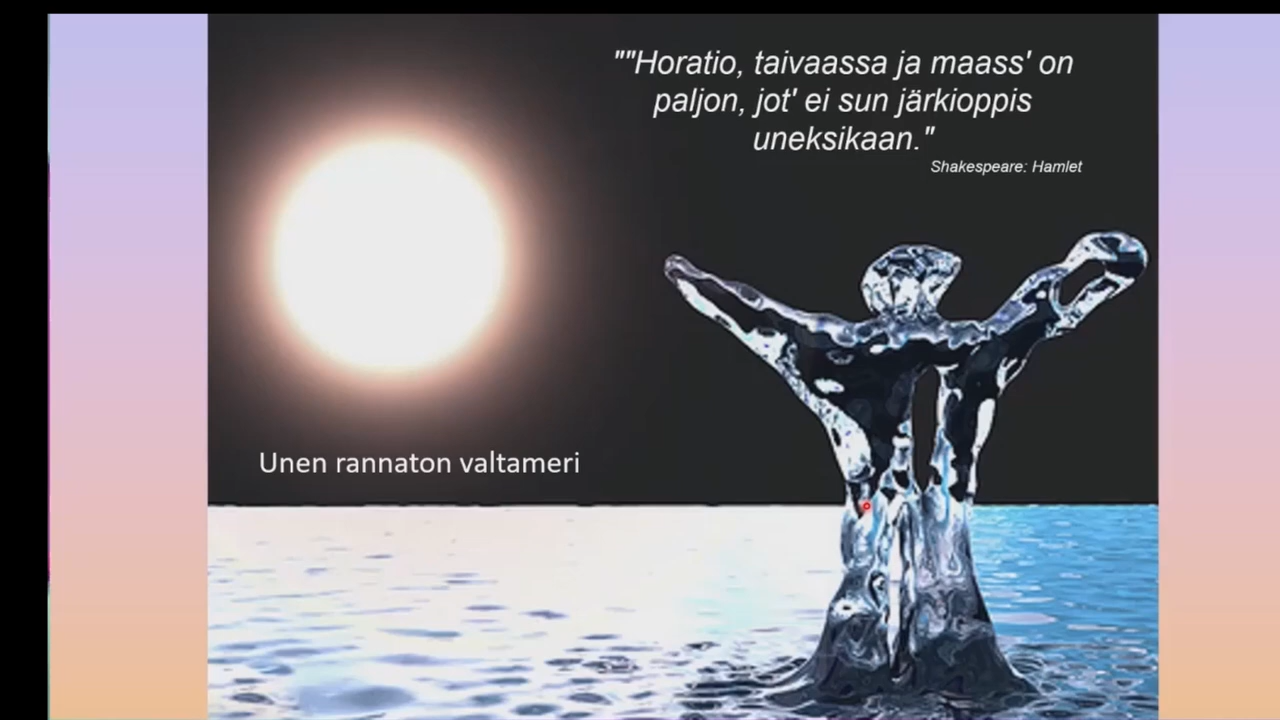 ""Horatio, taivaassa ja maass' on
paljon, jot' ei sun järkioppis
uneksikaan."
Shakespeare: Hamlet
Unen rannaton valtameri